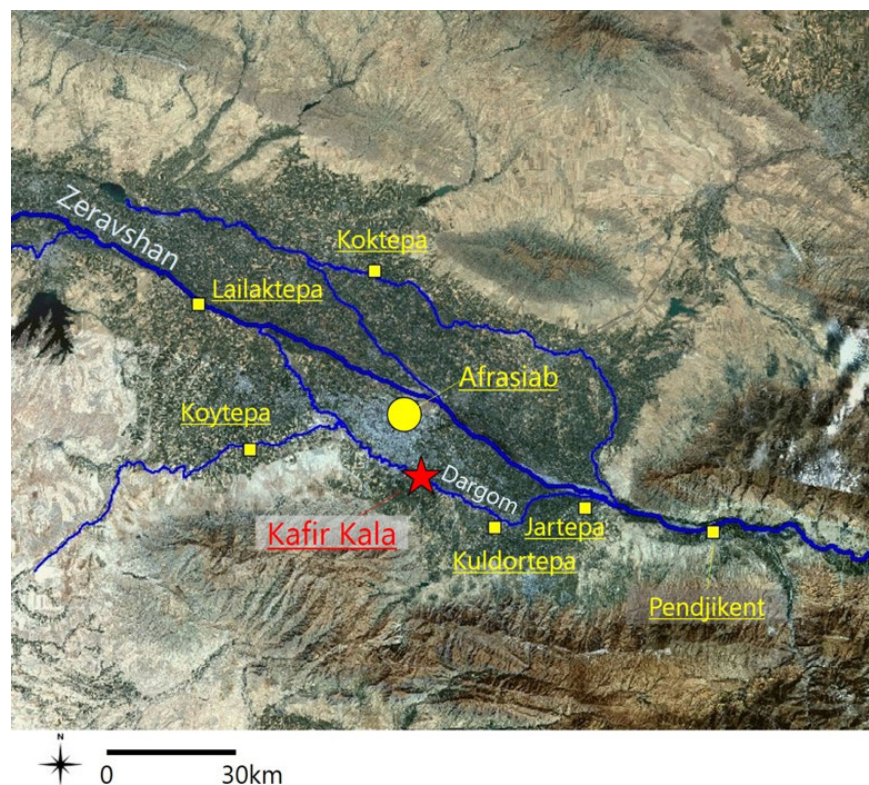 Zeravshan
Koktepa
Lailaktepa
Afrasiab
Koytepa
Dargom
Kafir Kala
Jartepa
Kuldortepa
Pendjikent
N
0 30km